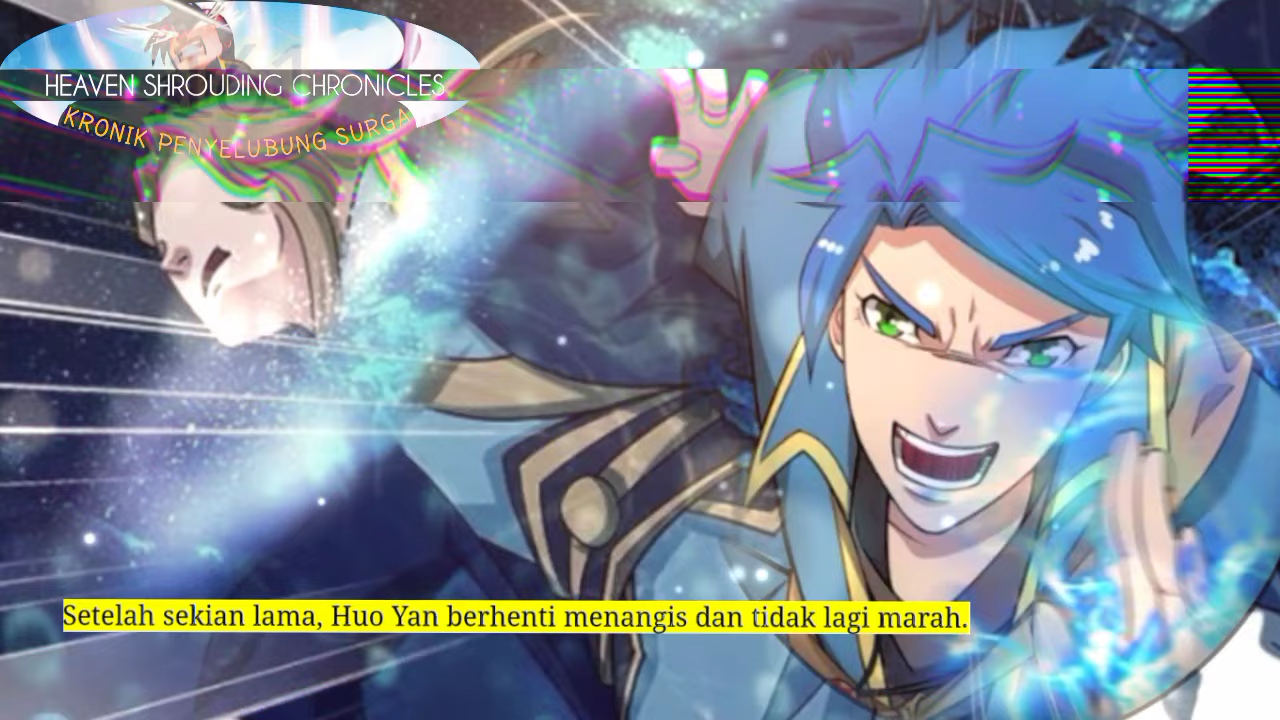 HEAVEN SHROUDING CHRONICLES
KRONIK PENYELUBUNG SURGA
Setelah sekian lama, Huo Yan berhenti menangis dan tidak lagi marah.